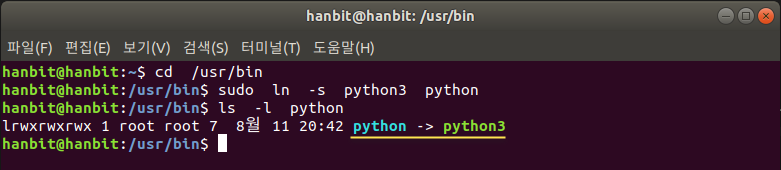 hanbit@hanbit: /usr/bin
파일(F) 편집(E) 보기(V) 검색(S) 터미널(T) 도움말(H)
hanbit@hanbit:~$ cd  /usr/bin
hanbit@hanbit:/usr/bin$ sudo  ln  -s  python3  python
hanbit@hanbit:/usr/bin$ ls  -l  python
lrwxrwxrwx 1 root root 7  8월 11 20:42 python -> python3
hanbit@hanbit:/usr/bin$